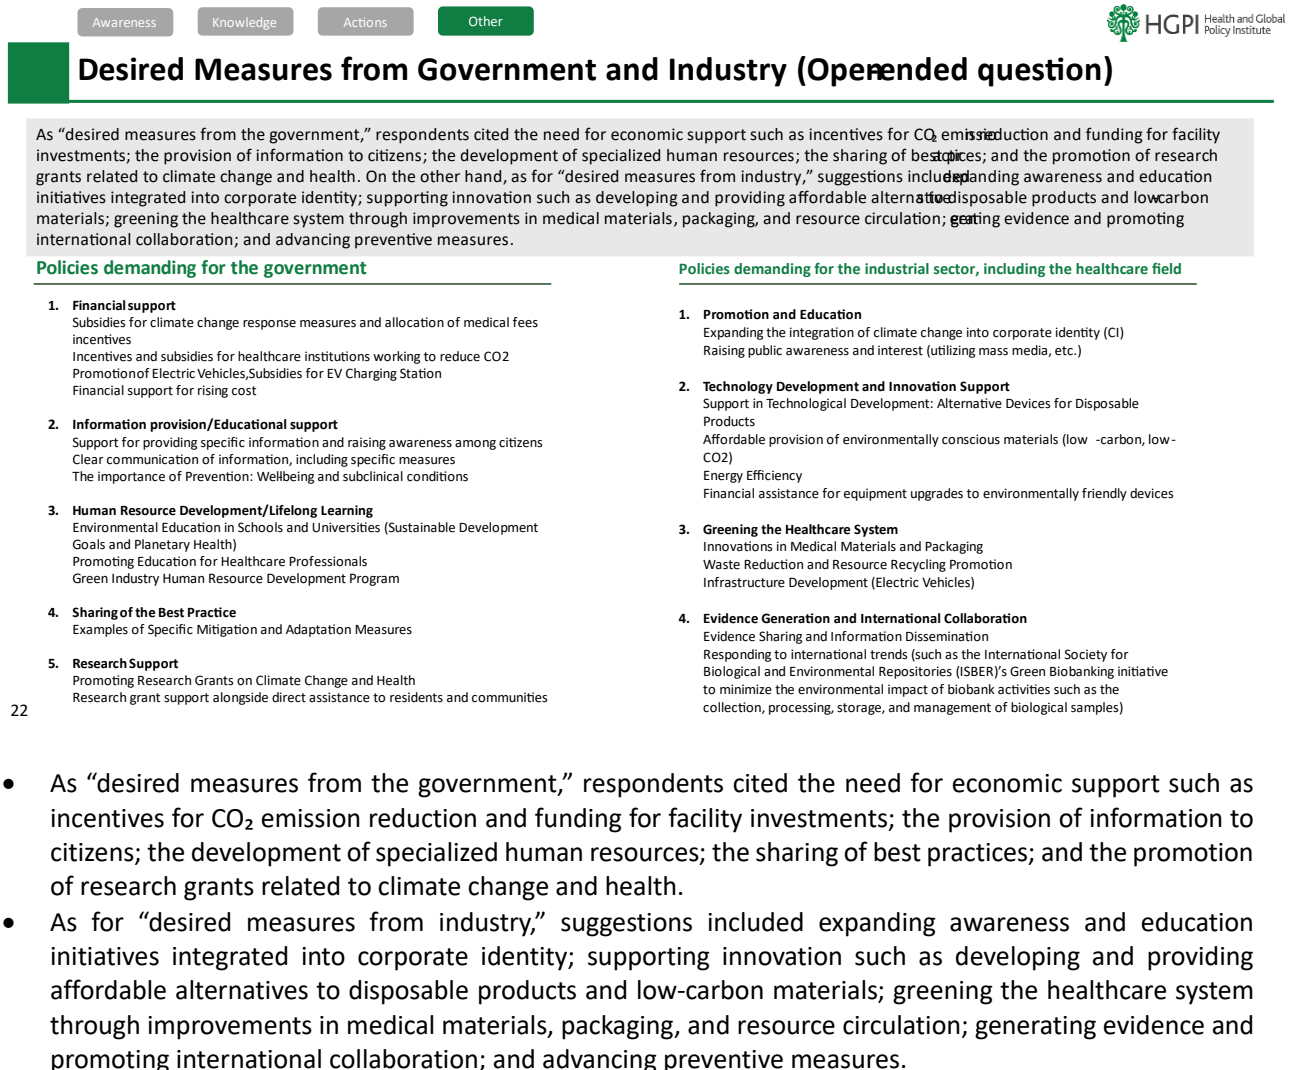 Awareness
Knowledge
Actions
Other
HGPI Health and Global
Policy Institute
Desired Measures from Government and Industry (Open-ended question)
As “desired measures from the government,” respondents cited the need for economic support such as incentives for CO₂ emission reduction and funding for facility
investments; the provision of information to citizens; the development of specialized human resources; the sharing of best practices; and the promotion of research
grants related to climate change and health. On the other hand, as for “desired measures from industry,” suggestions included expanding awareness and education
initiatives integrated into corporate identity; supporting innovation such as developing and providing affordable alternatives to disposable products and low-carbon
materials; greening the healthcare system through improvements in medical materials, packaging, and resource circulation; generating evidence and promoting
international collaboration; and advancing preventive measures.
Policies demanding for the government
1. Financial support
Subsidies for climate change response measures and allocation of medical fees
incentives
Incentives and subsidies for healthcare institutions working to reduce CO2
Promotion of Electric Vehicles,Subsidies for EV Charging Station
Financial support for rising cost
2. Information provision/Educational support
Support for providing specific information and raising awareness among citizens
Clear communication of information, including specific measures
The importance of Prevention: Well-being and subclinical conditions
3. Human Resource Development/Lifelong Learning
Environmental Education in Schools and Universities (Sustainable Development
Goals and Planetary Health)
Promoting Education for Healthcare Professionals
Green Industry Human Resource Development Program
4. Sharing of the Best Practice
Examples of Specific Mitigation and Adaptation Measures
5. Research Support
Promoting Research Grants on Climate Change and Health
Research grant support alongside direct assistance to residents and communities
Policies demanding for the industrial sector, including the healthcare field
1. Promotion and Education
Expanding the integration of climate change into corporate identity (CI)
Raising public awareness and interest (utilizing mass media, etc.)
2. Technology Development and Innovation Support
Support in Technological Development: Alternative Devices for Disposable
Products
Affordable provision of environmentally conscious materials (low -carbon, low-
CO2)
Energy Efficiency
Financial assistance for equipment upgrades to environmentally friendly devices
3. Greening the Healthcare System
Innovations in Medical Materials and Packaging
Waste Reduction and Resource Recycling Promotion
Infrastructure Development (Electric Vehicles)
4. Evidence Generation and International Collaboration
Evidence Sharing and Information Dissemination
Responding to international trends (such as the International Society for
Biological and Environmental Repositories (ISBER)’s Green Biobanking initiative
to minimize the environmental impact of biobank activities such as the
collection, processing, storage, and management of biological samples)
22
• As “desired measures from the government,” respondents cited the need for economic support such as
incentives for CO₂ emission reduction and funding for facility investments; the provision of information to
citizens; the development of specialized human resources; the sharing of best practices; and the promotion
of research grants related to climate change and health.
• As for “desired measures from industry,” suggestions included expanding awareness and education
initiatives integrated into corporate identity; supporting innovation such as developing and providing
affordable alternatives to disposable products and low-carbon materials; greening the healthcare system
through improvements in medical materials, packaging, and resource circulation; generating evidence and
promoting international collaboration; and advancing preventive measures.